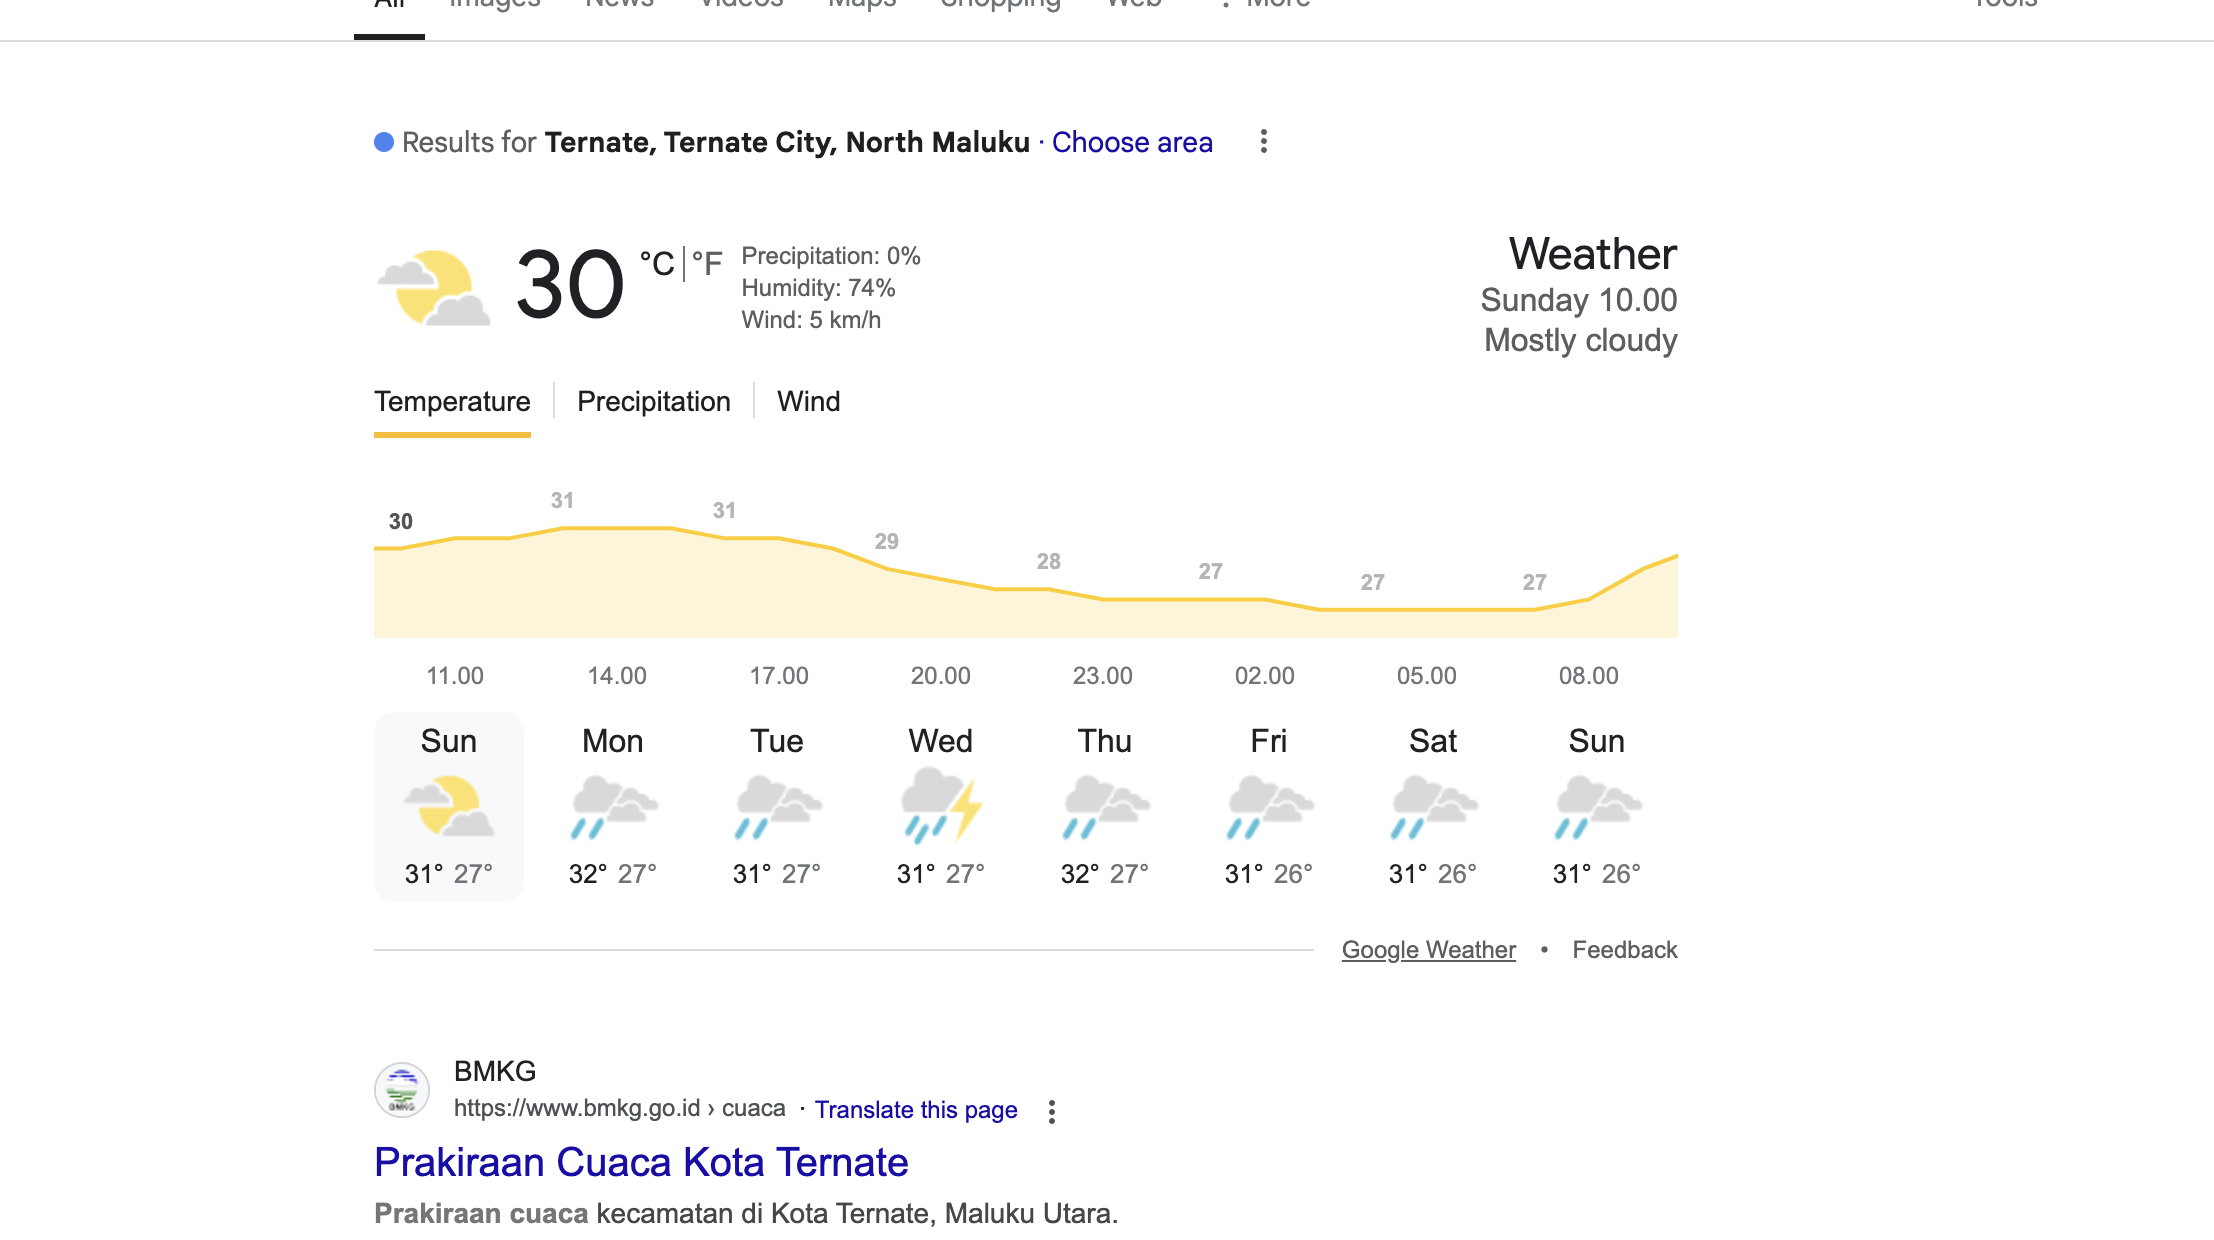 All Images News Videos Maps Shopping Web More Tools
Results for Ternate, Ternate City, North Maluku · Choose area
30 °C | °F
Precipitation: 0%
Humidity: 74%
Wind: 5 km/h
Weather
Sunday 10.00
Mostly cloudy
Temperature Precipitation Wind
30 31 31 29 28 27 27 27
11.00 14.00 17.00 20.00 23.00 02.00 05.00 08.00
Sun Mon Tue Wed Thu Fri Sat Sun
31° 27° 32° 27° 31° 27° 31° 27° 32° 27° 31° 26° 31° 26° 31° 26°
Google Weather • Feedback
BMKG
https://www.bmkg.go.id › cuaca · Translate this page
Prakiraan Cuaca Kota Ternate
Prakiraan cuaca kecamatan di Kota Ternate, Maluku Utara.